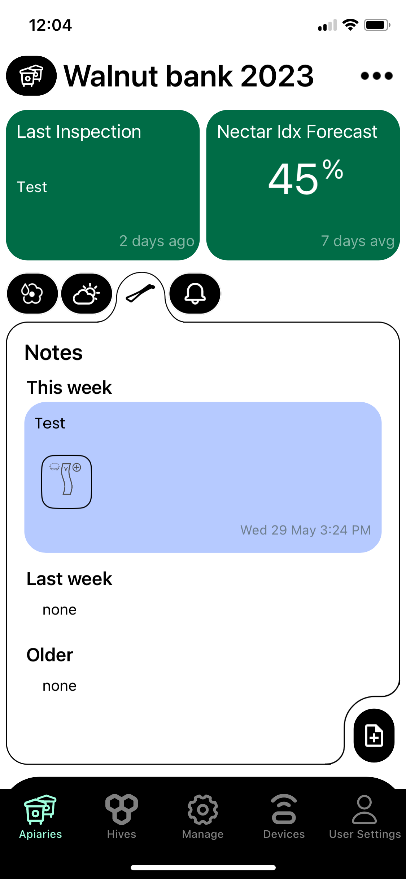 12:04
Walnut bank 2023
Last Inspection
Test
2 days ago
Nectar Idx Forecast
45%
7 days avg
Notes
This week
Test
Wed 29 May 3:24 PM
Last week
none
Older
none
Apiaries
Hives
Manage
Devices
User Settings